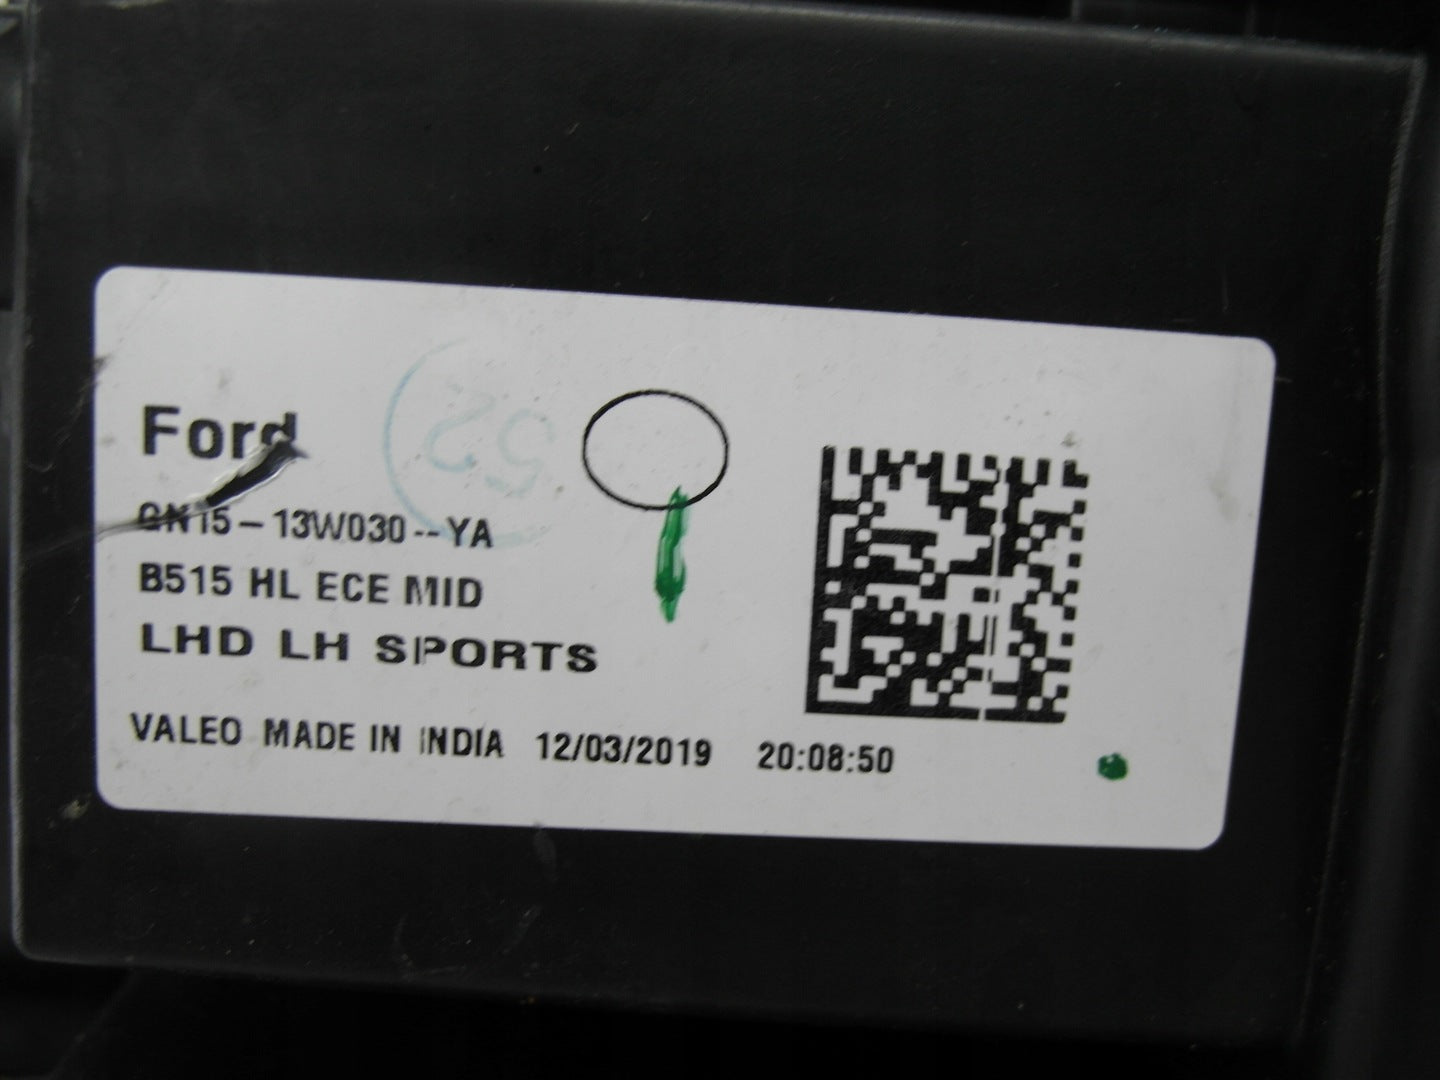 Ford
52
GN15-13W030--YA
B515 HL ECE MID
LHD LH SPORTS
VALEO MADE IN INDIA 12/03/2019 20:08:50